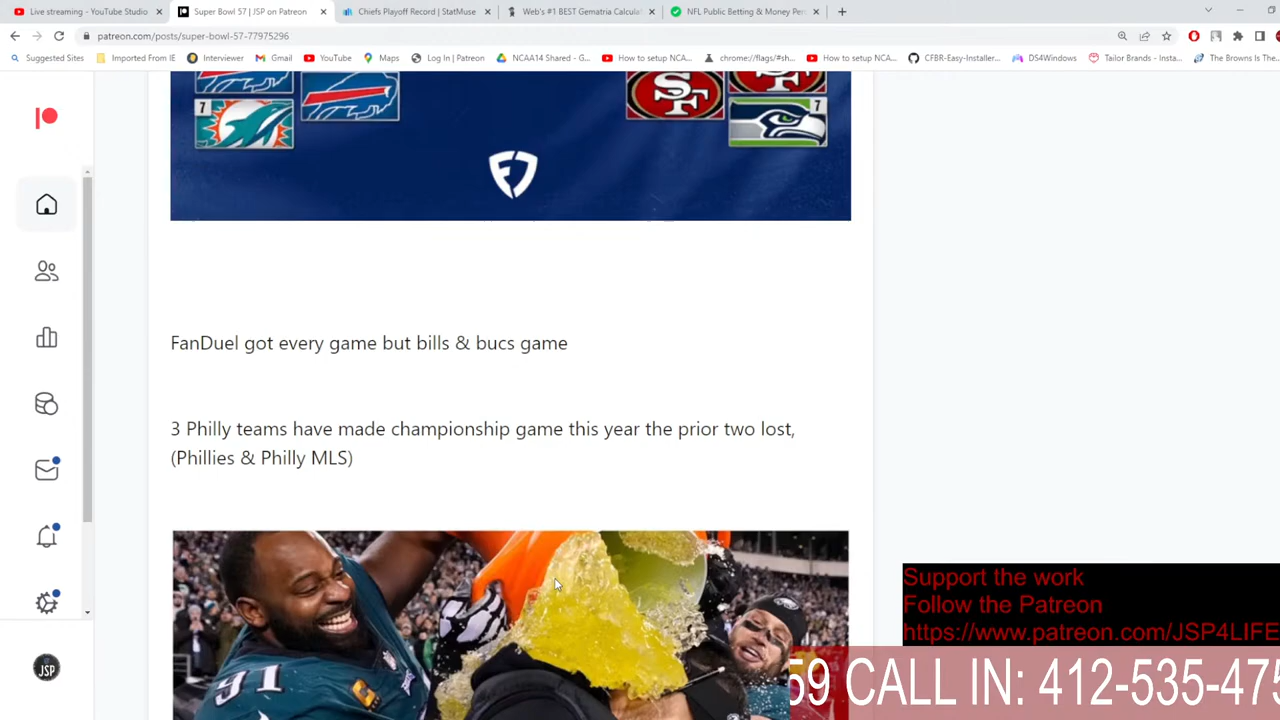 Live streaming - YouTube Studio
Super Bowl 57 | JSP on Patreon
Chiefs Playoff Record | StatMuse
Web's #1 BEST Gematria Calculat
NFL Public Betting & Money Per
patreon.com/posts/super-bowl-57-77975296
Suggested Sites
Imported From IE
Interviewer
Gmail
YouTube
Maps
Log In | Patreon
NCAA14 Shared - G...
How to setup NCA...
chrome://flags/#sh...
How to setup NCA...
CFBR-Easy-Installer...
DS4Windows
Tailor Brands - Insta...
The Browns Is The...
SF
7
7
FanDuel got every game but bills & bucs game
3 Philly teams have made championship game this year the prior two lost,
(Phillies & Philly MLS)
91
C
JSP
Support the work
Follow the Patreon
https://www.patreon.com/JSP4LIFE
59 CALL IN: 412-535-475